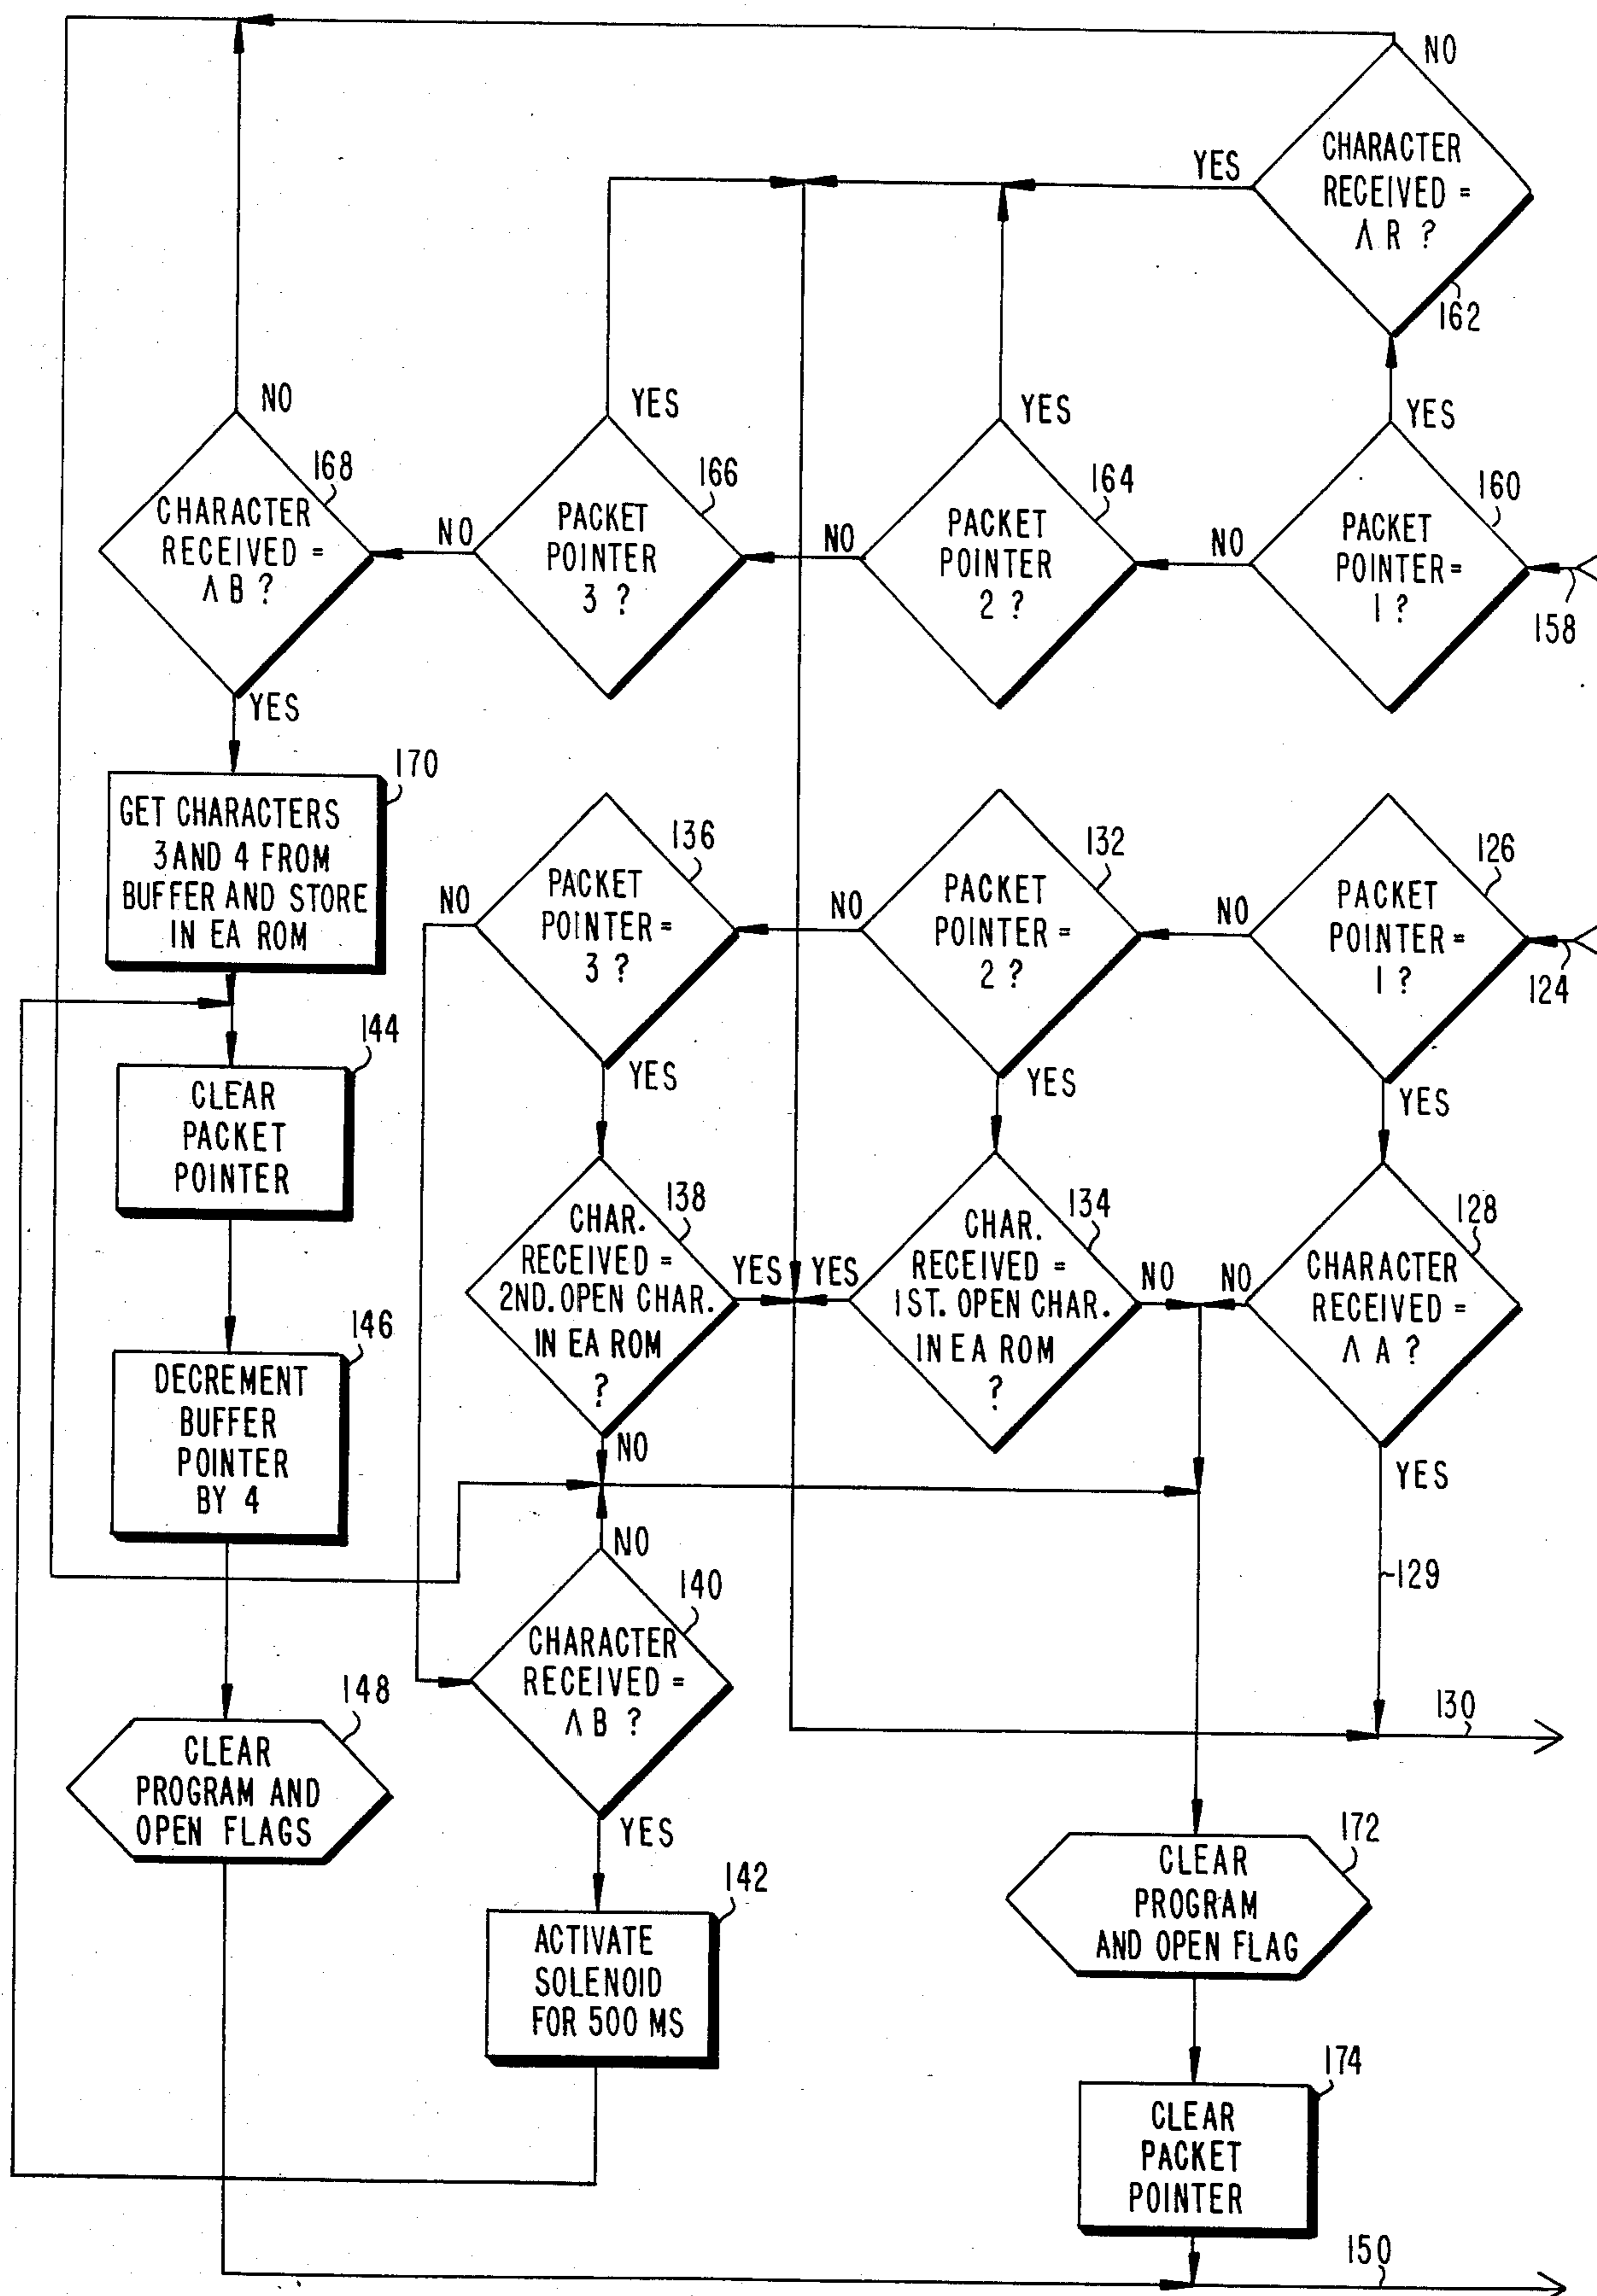 NO
CHARACTER
RECEIVED =
Λ R ?
YES
162
NO
168
CHARACTER
RECEIVED =
Λ B ?
YES
NO
YES
166
PACKET
POINTER
3 ?
NO
YES
164
PACKET
POINTER
2 ?
NO
YES
160
PACKET
POINTER=
1 ?
158
170
GET CHARACTERS
3 AND 4 FROM
BUFFER AND STORE
IN EA ROM
NO
136
PACKET
POINTER =
3 ?
YES
NO
132
PACKET
POINTER =
2 ?
YES
NO
126
PACKET
POINTER=
1 ?
YES
124
144
CLEAR
PACKET
POINTER
138
CHAR.
RECEIVED =
2ND. OPEN CHAR.
IN EA ROM
?
YES
NO
YES
134
CHAR.
RECEIVED =
1ST. OPEN CHAR.
IN EA ROM
?
NO
NO
128
CHARACTER
RECEIVED =
Λ A ?
YES
129
146
DECREMENT
BUFFER
POINTER
BY 4
NO
140
CHARACTER
RECEIVED =
Λ B ?
YES
130
148
CLEAR
PROGRAM AND
OPEN FLAGS
142
ACTIVATE
SOLENOID
FOR 500 MS
172
CLEAR
PROGRAM
AND OPEN FLAG
174
CLEAR
PACKET
POINTER
150